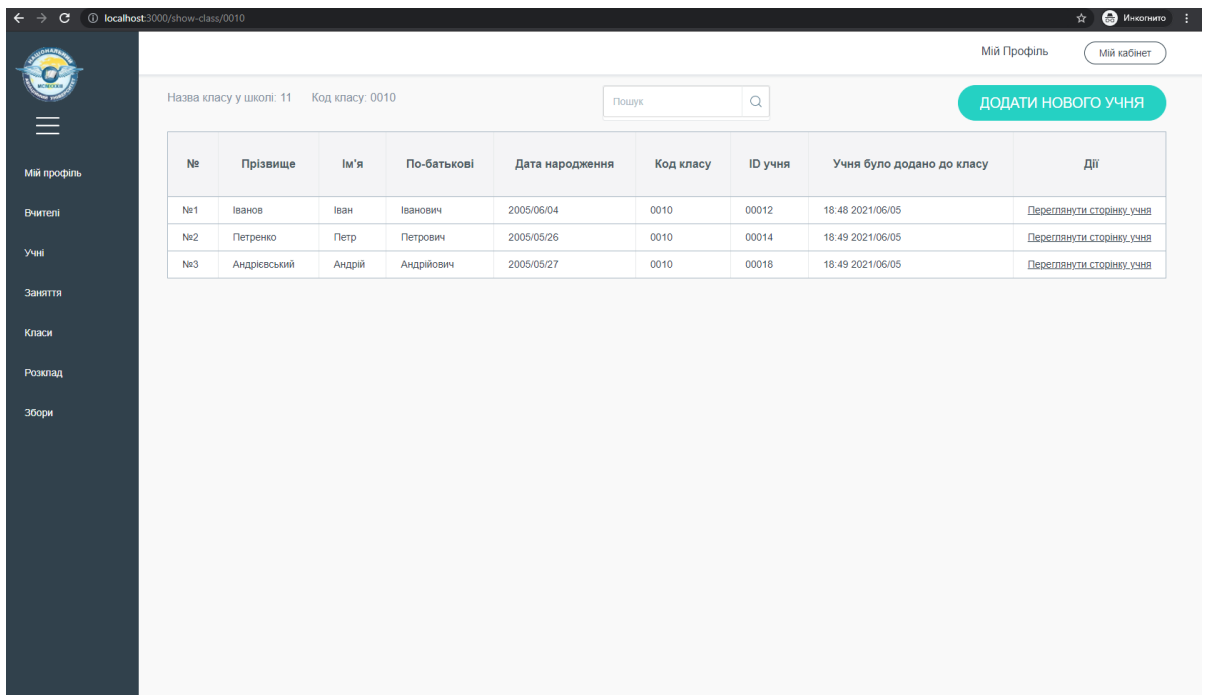 localhost:3000/show-class/0010
Инкогнито
НАЦІОНАЛЬНИЙ
АВІАЦІЙНИЙ УНІВЕРСИТЕТ
MCMXXXIII
Мій Профіль
Мій кабінет
Назва класу у школі: 11 Код класу: 0010
Пошук
ДОДАТИ НОВОГО УЧНЯ
Мій профіль
Вчителі
Учні
Заняття
Класи
Розклад
Збори
№ Прізвище Ім'я По-батькові Дата народження Код класу ID учня Учня було додано до класу Дії
№1 Іванов Іван Іванович 2005/06/04 0010 00012 18:48 2021/06/05 Переглянути сторінку учня
№2 Петренко Петр Петрович 2005/05/26 0010 00014 18:49 2021/06/05 Переглянути сторінку учня
№3 Андрієвський Андрій Андрійович 2005/05/27 0010 00018 18:49 2021/06/05 Переглянути сторінку учня